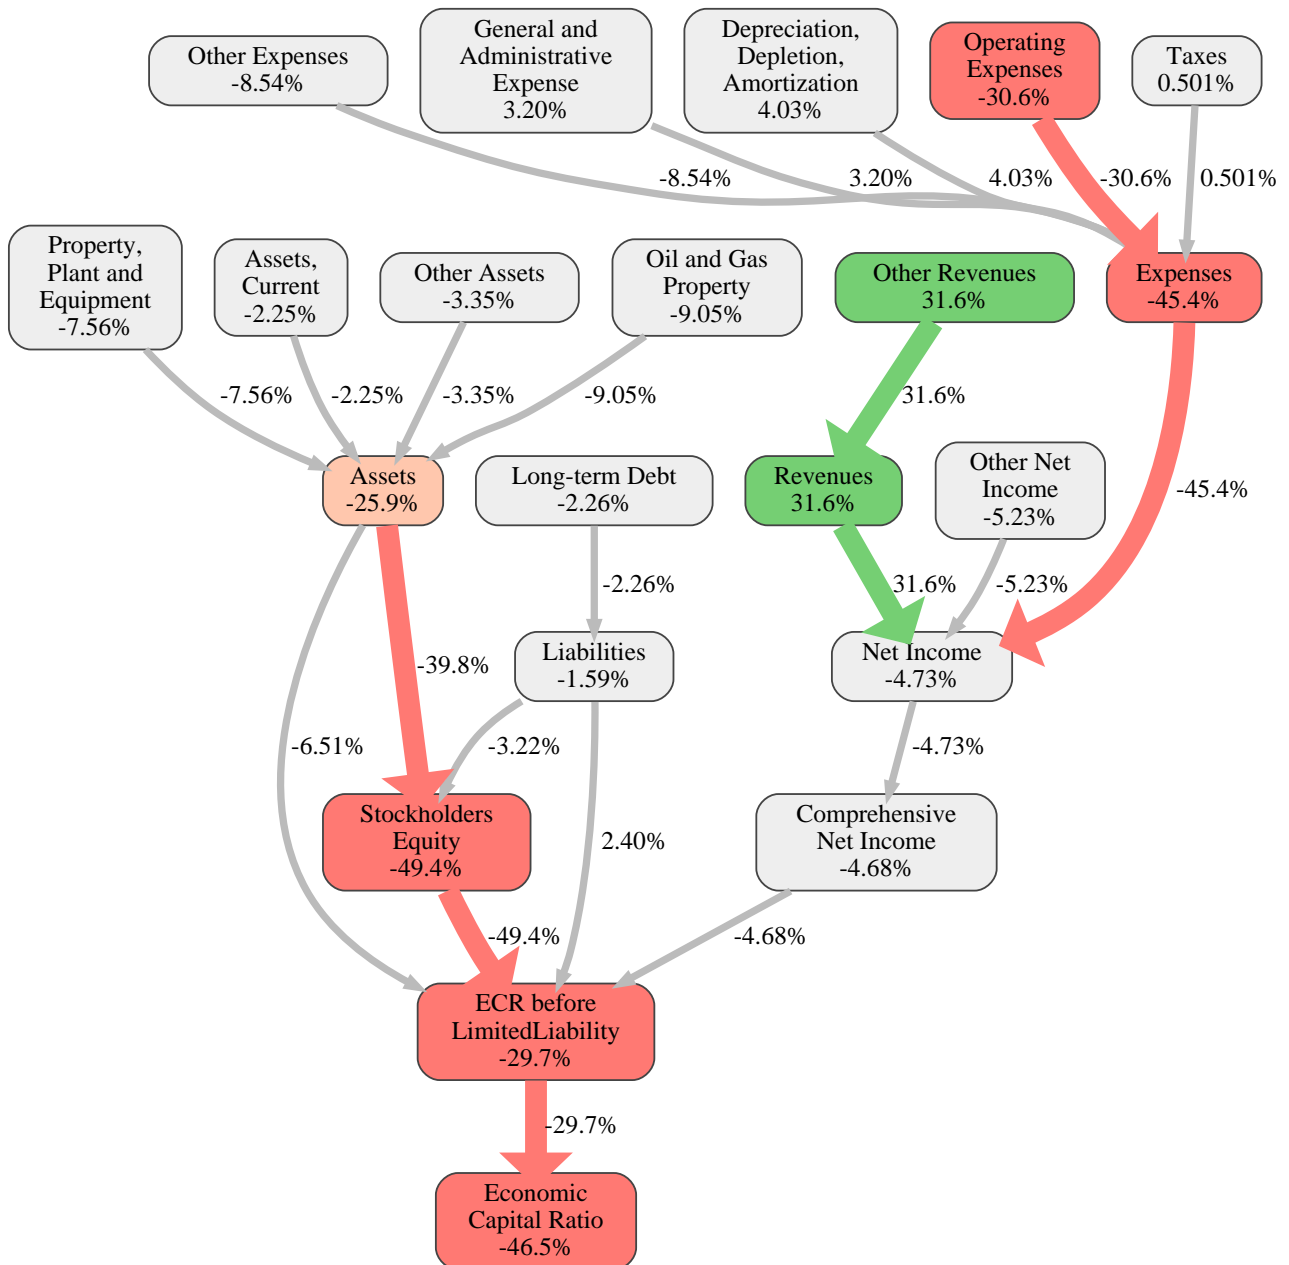 Other Expenses
-8.54%
General and
Administrative
Expense
3.20%
Depreciation,
Depletion,
Amortization
4.03%
Operating
Expenses
-30.6%
Taxes
0.501%
-8.54%
3.20%
4.03%
-30.6%
0.501%
Property,
Plant and
Equipment
-7.56%
Assets,
Current
-2.25%
Other Assets
-3.35%
Oil and Gas
Property
-9.05%
Other Revenues
31.6%
Expenses
-45.4%
-7.56%
-2.25%
-3.35%
-9.05%
31.6%
Assets
-25.9%
Long-term Debt
-2.26%
Revenues
31.6%
Other Net
Income
-5.23%
-45.4%
-2.26%
31.6%
-5.23%
-39.8%
Liabilities
-1.59%
Net Income
-4.73%
-6.51%
-3.22%
-4.73%
Stockholders
Equity
-49.4%
2.40%
Comprehensive
Net Income
-4.68%
-49.4%
-4.68%
ECR before
LimitedLiability
-29.7%
-29.7%
Economic
Capital Ratio
-46.5%